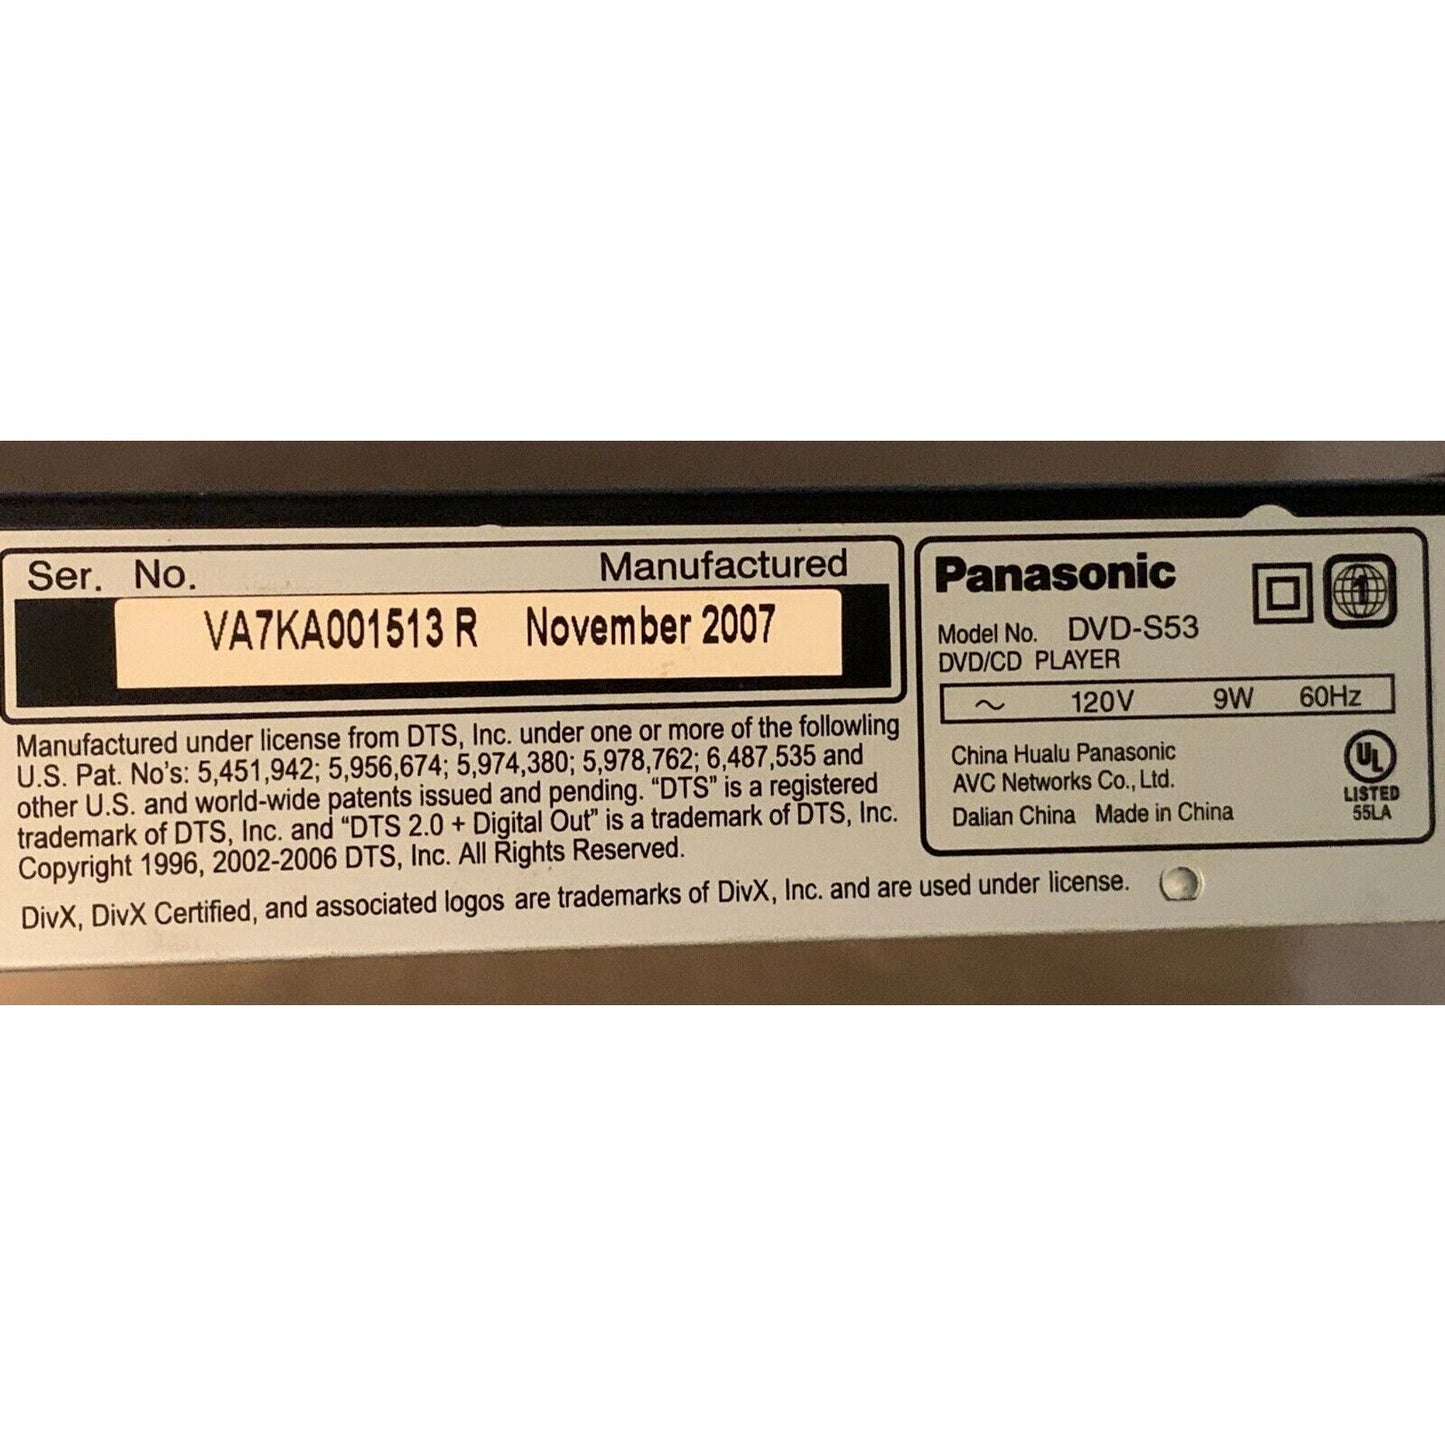 Ser. No. Manufactured
VA7KA001513 R November 2007
Manufactured under license from DTS, Inc. under one or more of the followling
U.S. Pat. No's: 5,451,942; 5,956,674; 5,974,380; 5,978,762; 6,487,535 and
other U.S. and world-wide patents issued and pending. “DTS” is a registered
trademark of DTS, Inc. and “DTS 2.0 + Digital Out” is a trademark of DTS, Inc.
Copyright 1996, 2002-2006 DTS, Inc. All Rights Reserved.
DivX, DivX Certified, and associated logos are trademarks of DivX, Inc. and are used under license.
Panasonic
1
Model No. DVD-S53
DVD/CD PLAYER
~ 120V 9W 60Hz
China Hualu Panasonic
AVC Networks Co., Ltd.
Dalian China Made in China
UL
LISTED
55LA